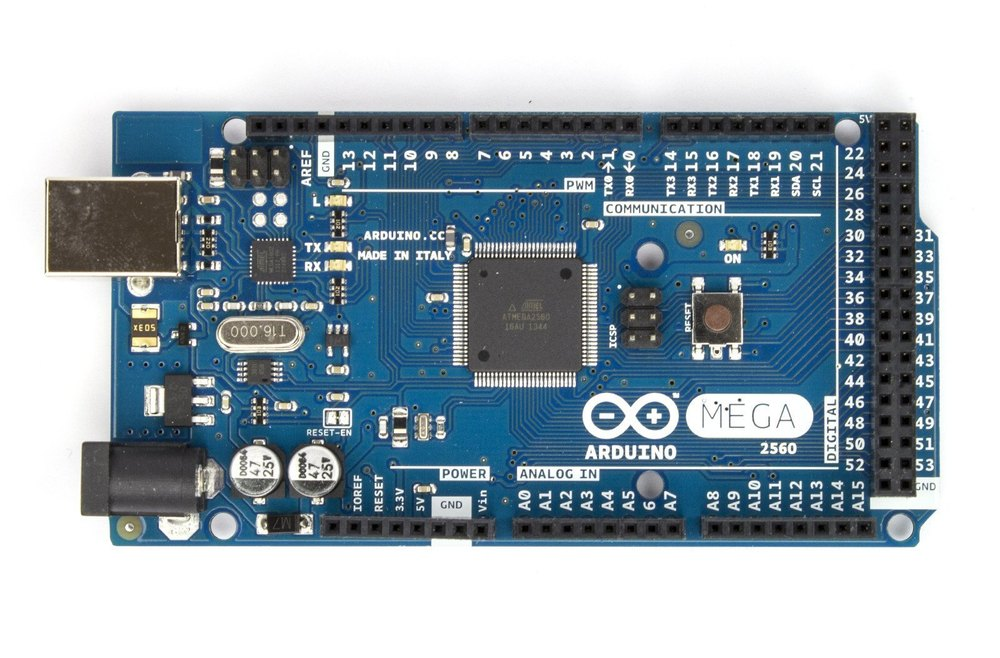 5V
AREF
GND
13
12
11
10
9
8
7
6
5
4
3
2
TX0→1
RX0←0
TX3 14
RX3 15
TX2 16
RX2 17
TX1 18
RX1 19
SDA 20
SCL 21
PWM
COMMUNICATION
L
TX
RX
ARDUINO.CC
MADE IN ITALY
ON
22
24
26
28
30 31
32 33
34 35
36 37
38 39
40 41
42 43
44 45
46 47
48 49
50 51
52 53
GND
DIGITAL
ATMEGA2560
16AU 1344
ICSP
RESET
T16.000
ARDUINO
MEGA
2560
RESET-EN
47
25V
47
25V
M7
POWER
ANALOG IN
IOREF
RESET
3.3V
5V
GND
Vin
A0
A1
A2
A3
A4
A5
6
A7
A8
A9
A10
A11
A12
A13
A14
A15